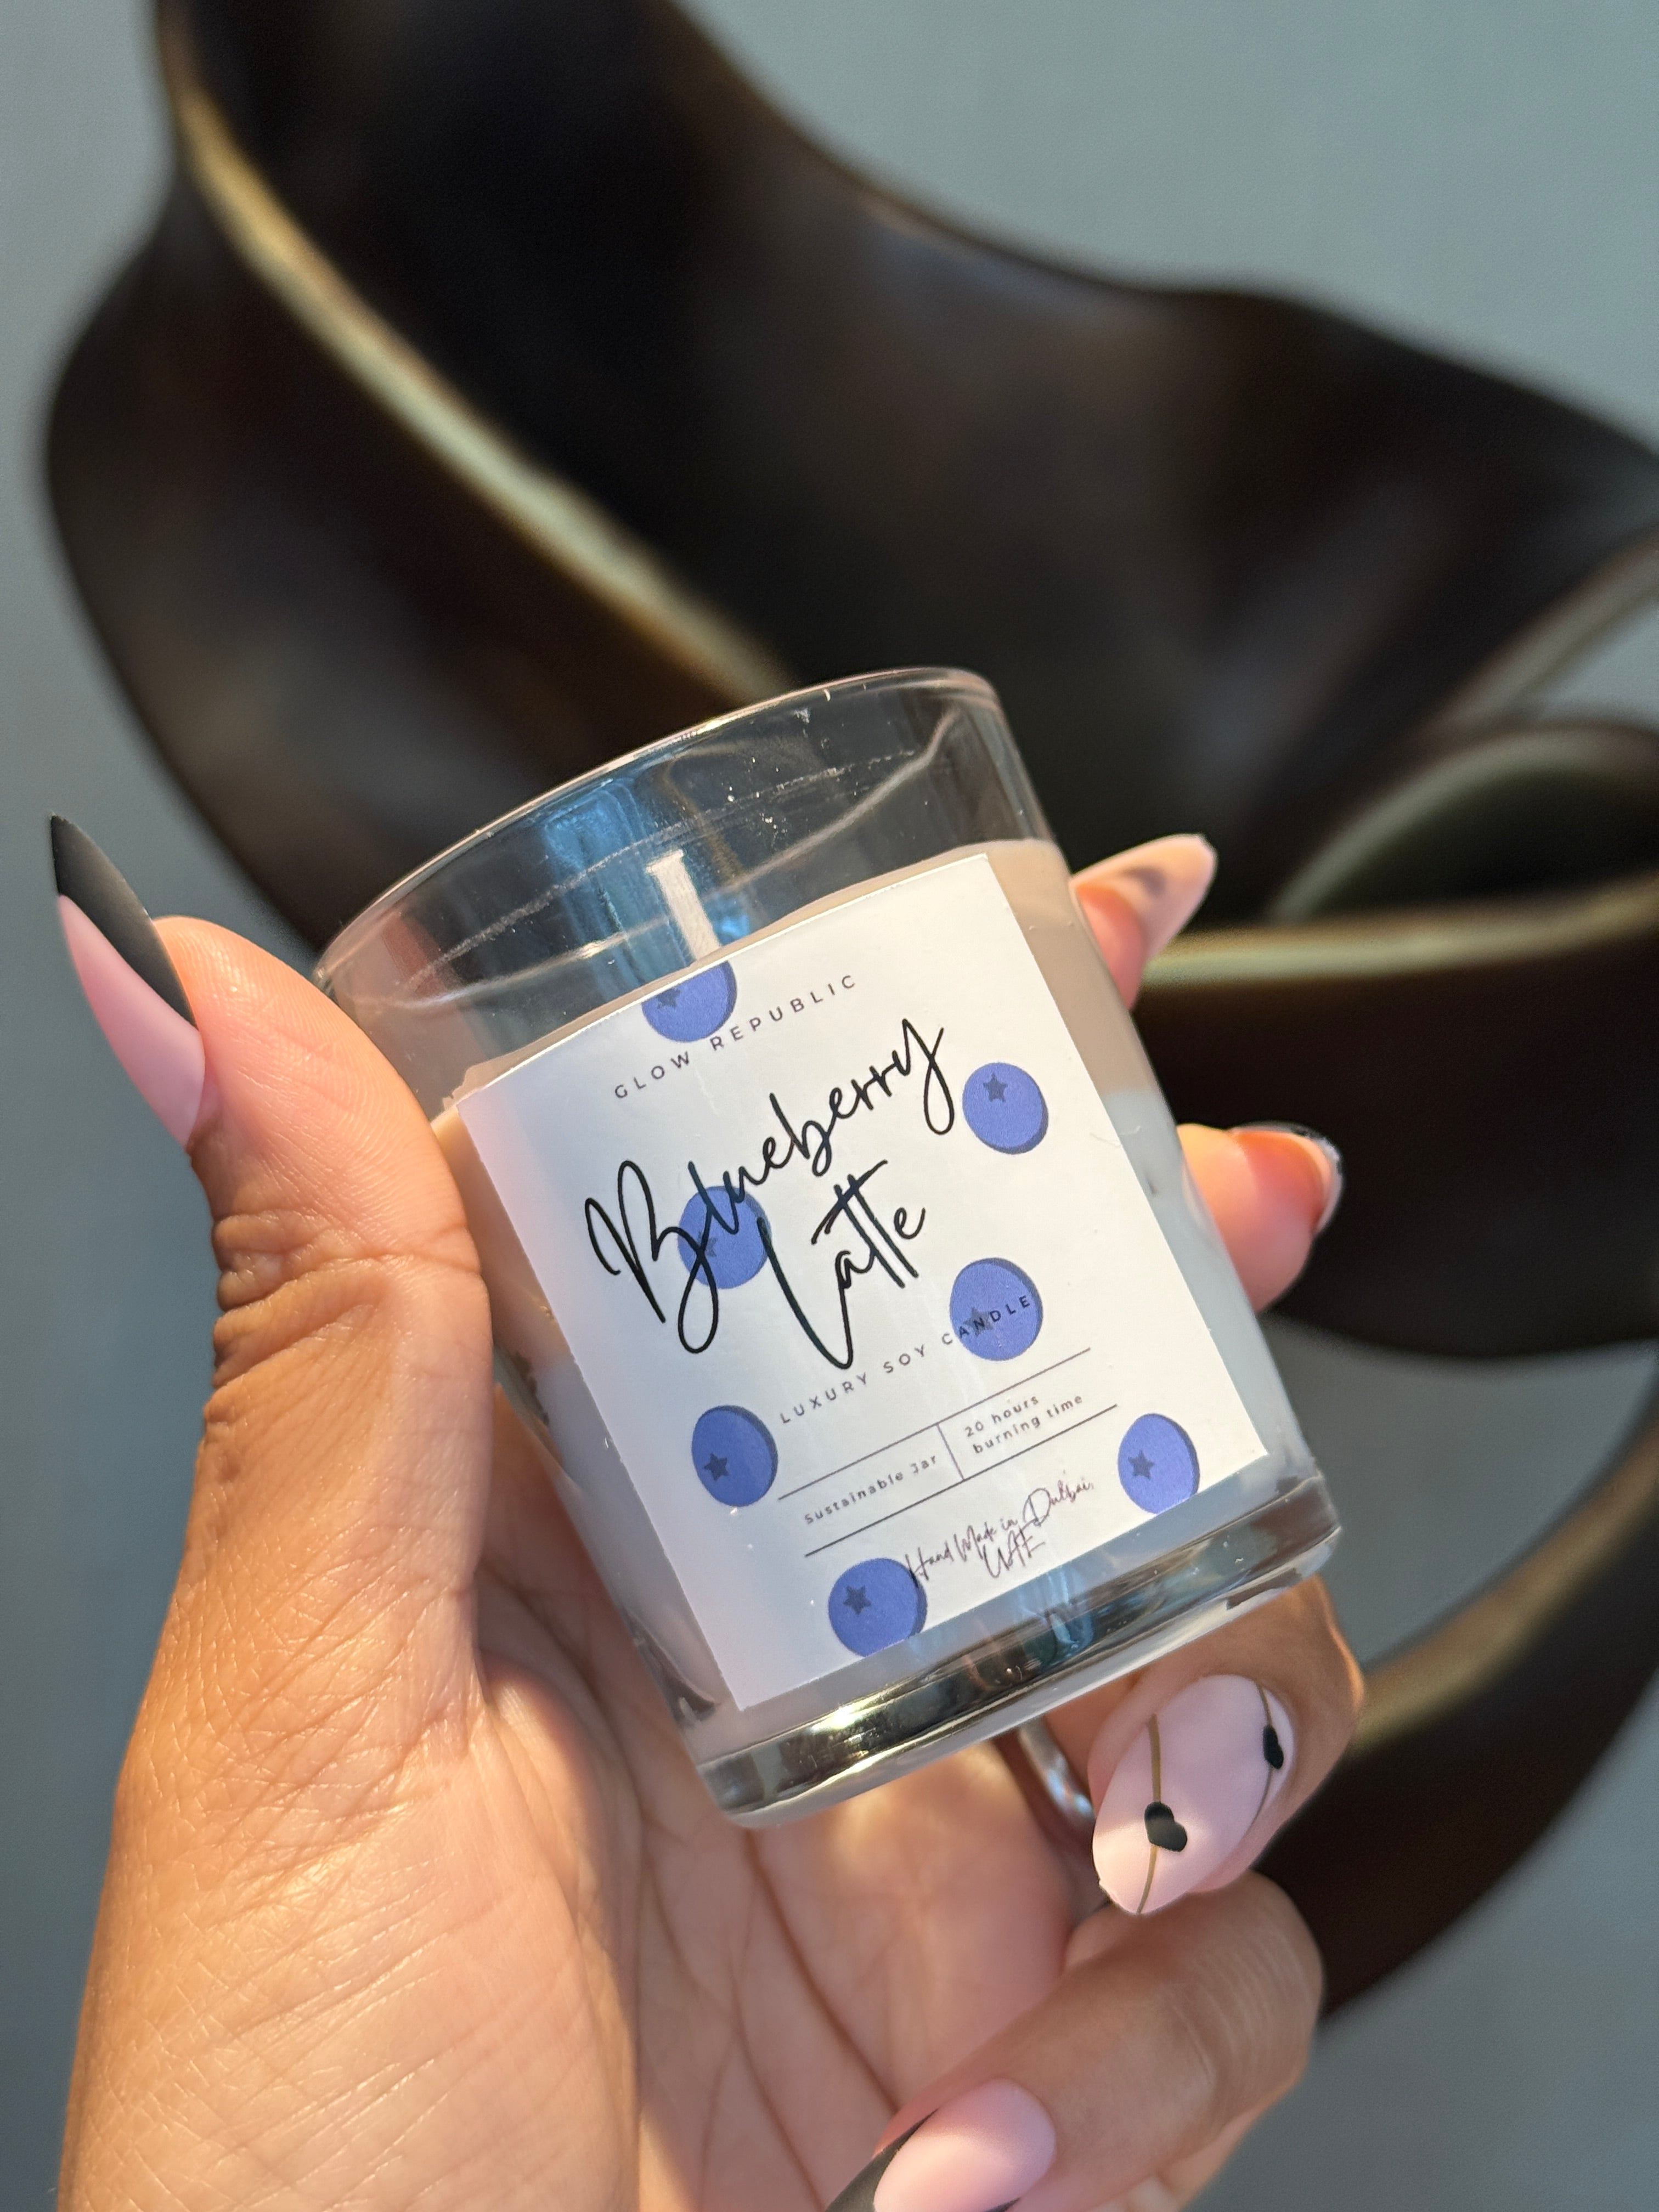 GLOW REPUBLIC
Blueberry
Latte
LUXURY SOY CANDLE
Sustainable Jar
20 hours
burning time
Hand Made in Dubai,
UAE